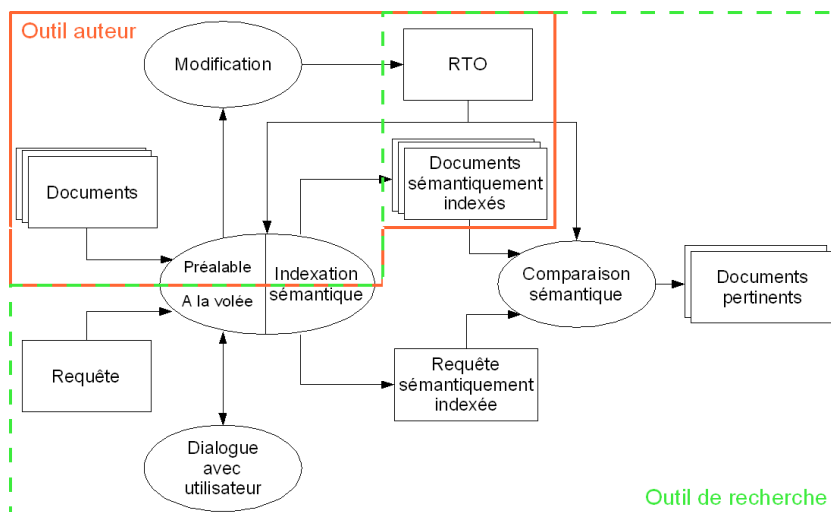 Outil auteur
Modification
RTO
Documents
Documents
sémantiquement
indexés
Préalable
Indexation
sémantique
A la volée
Comparaison
sémantique
Documents
pertinents
Requête
Requête
sémantiquement
indexée
Dialogue
avec
utilisateur
Outil de recherche